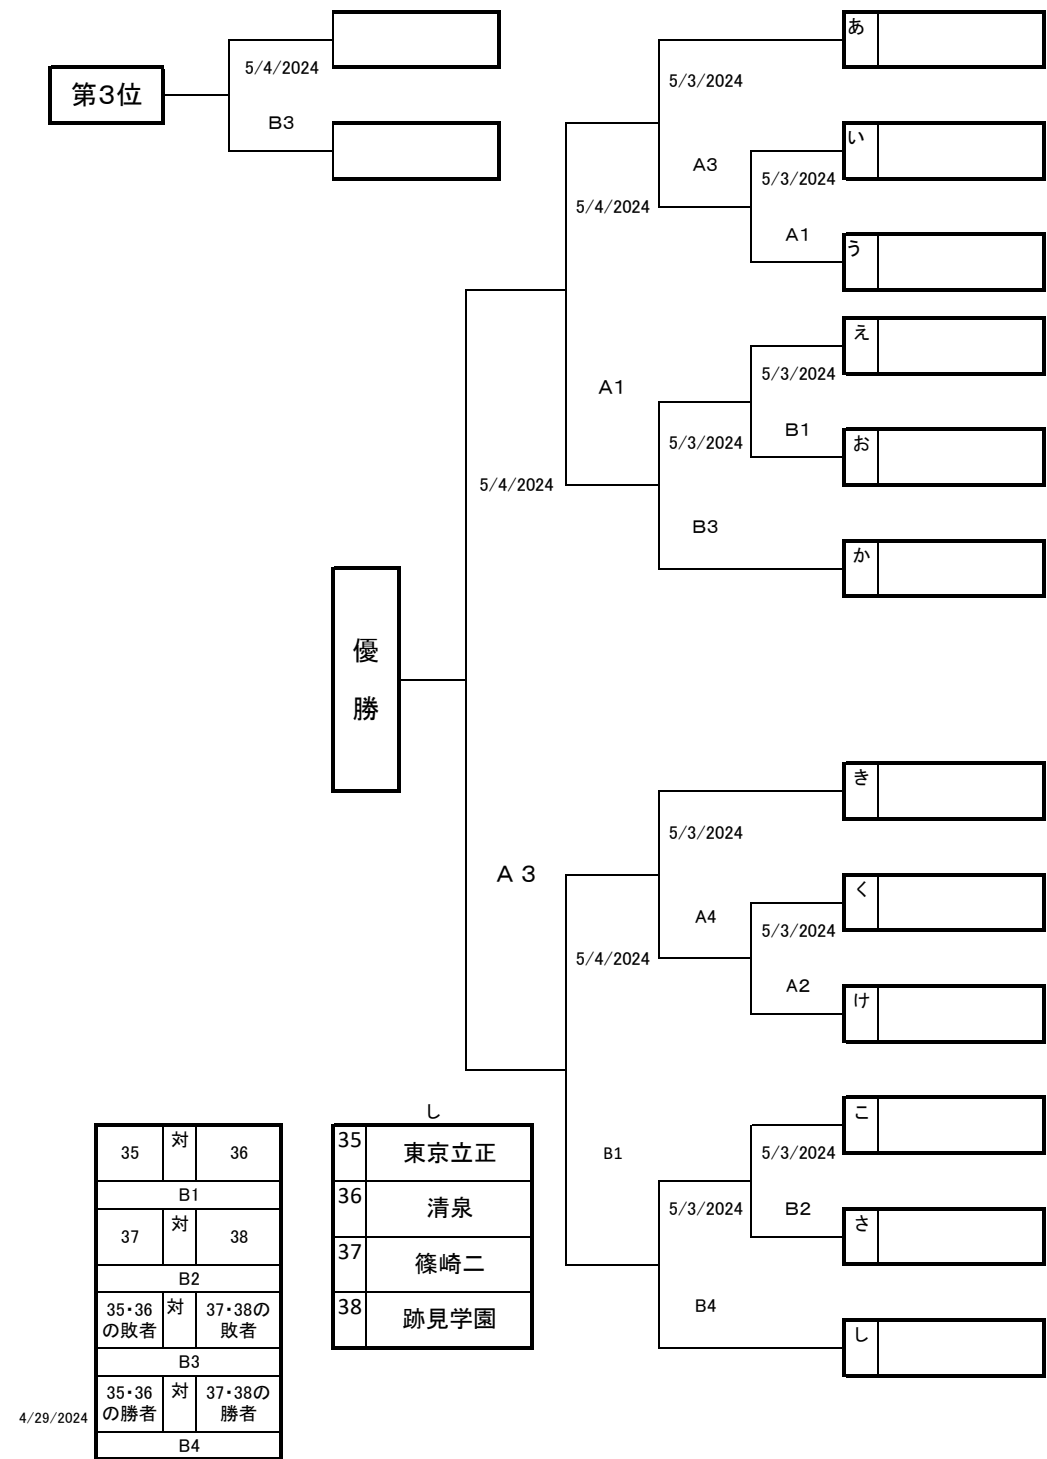 あ
5/4/2024
5/3/2024
第3位
B3
い
A3
5/3/2024
5/4/2024
A1
う
え
5/3/2024
A1
B1
5/3/2024
お
5/4/2024
B3
か
優
勝
き
5/3/2024
A 3
く
A4
5/3/2024
5/4/2024
A2
け
し
こ
35 対 36
35 東京立正
B1
5/3/2024
B1
36 清泉
5/3/2024
B2
さ
37 対 38
37 篠崎二
B2
35・36 対 37・38の
の敗者 敗者
38 跡見学園
B4
し
B3
35・36 対 37・38の
の勝者 勝者
4/29/2024
B4